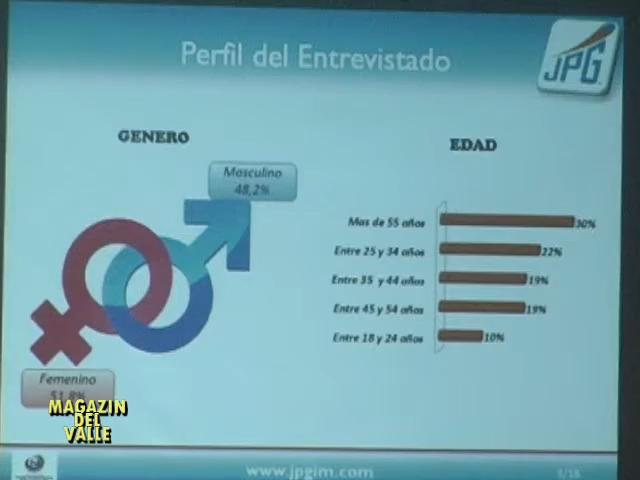 Perfil del Entrevistado
JPG
GENERO
Masculino
48,2%
Femenino
51,8%
EDAD
Mas de 55 años 30%
Entre 25 y 34 años 22%
Entre 35 y 44 años 19%
Entre 45 y 54 años 19%
Entre 18 y 24 años 10%
MAGAZIN
DEL
VALLE
www.jpgim.com